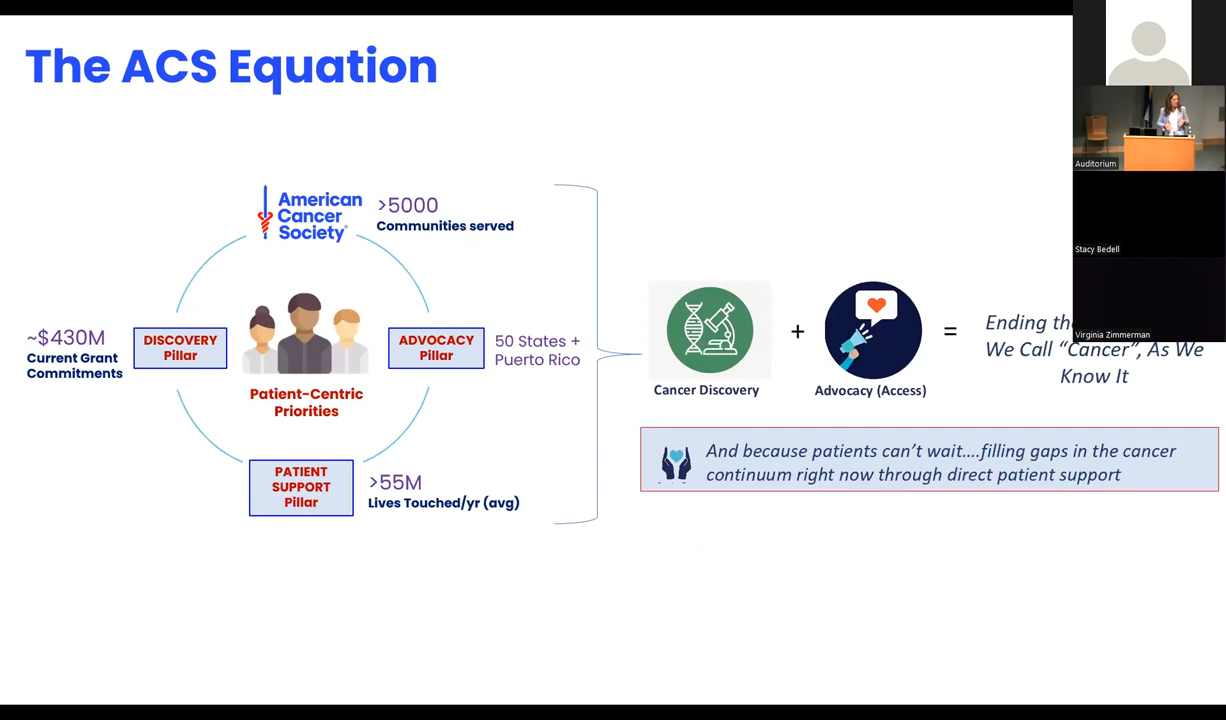 The ACS Equation
American
Cancer
Society®
>5000
Communities served
~$430M
Current Grant
Commitments
DISCOVERY
Pillar
ADVOCACY
Pillar
50 States +
Puerto Rico
Patient-Centric
Priorities
PATIENT
SUPPORT
Pillar
>55M
Lives Touched/yr (avg)
Cancer Discovery
+
Advocacy (Access)
=
Ending
We Call “Cancer”, As We
Know It
And because patients can’t wait....filling gaps in the cancer
continuum right now through direct patient support
Auditorium
Stacy Bedell
Virginia Zimmerman